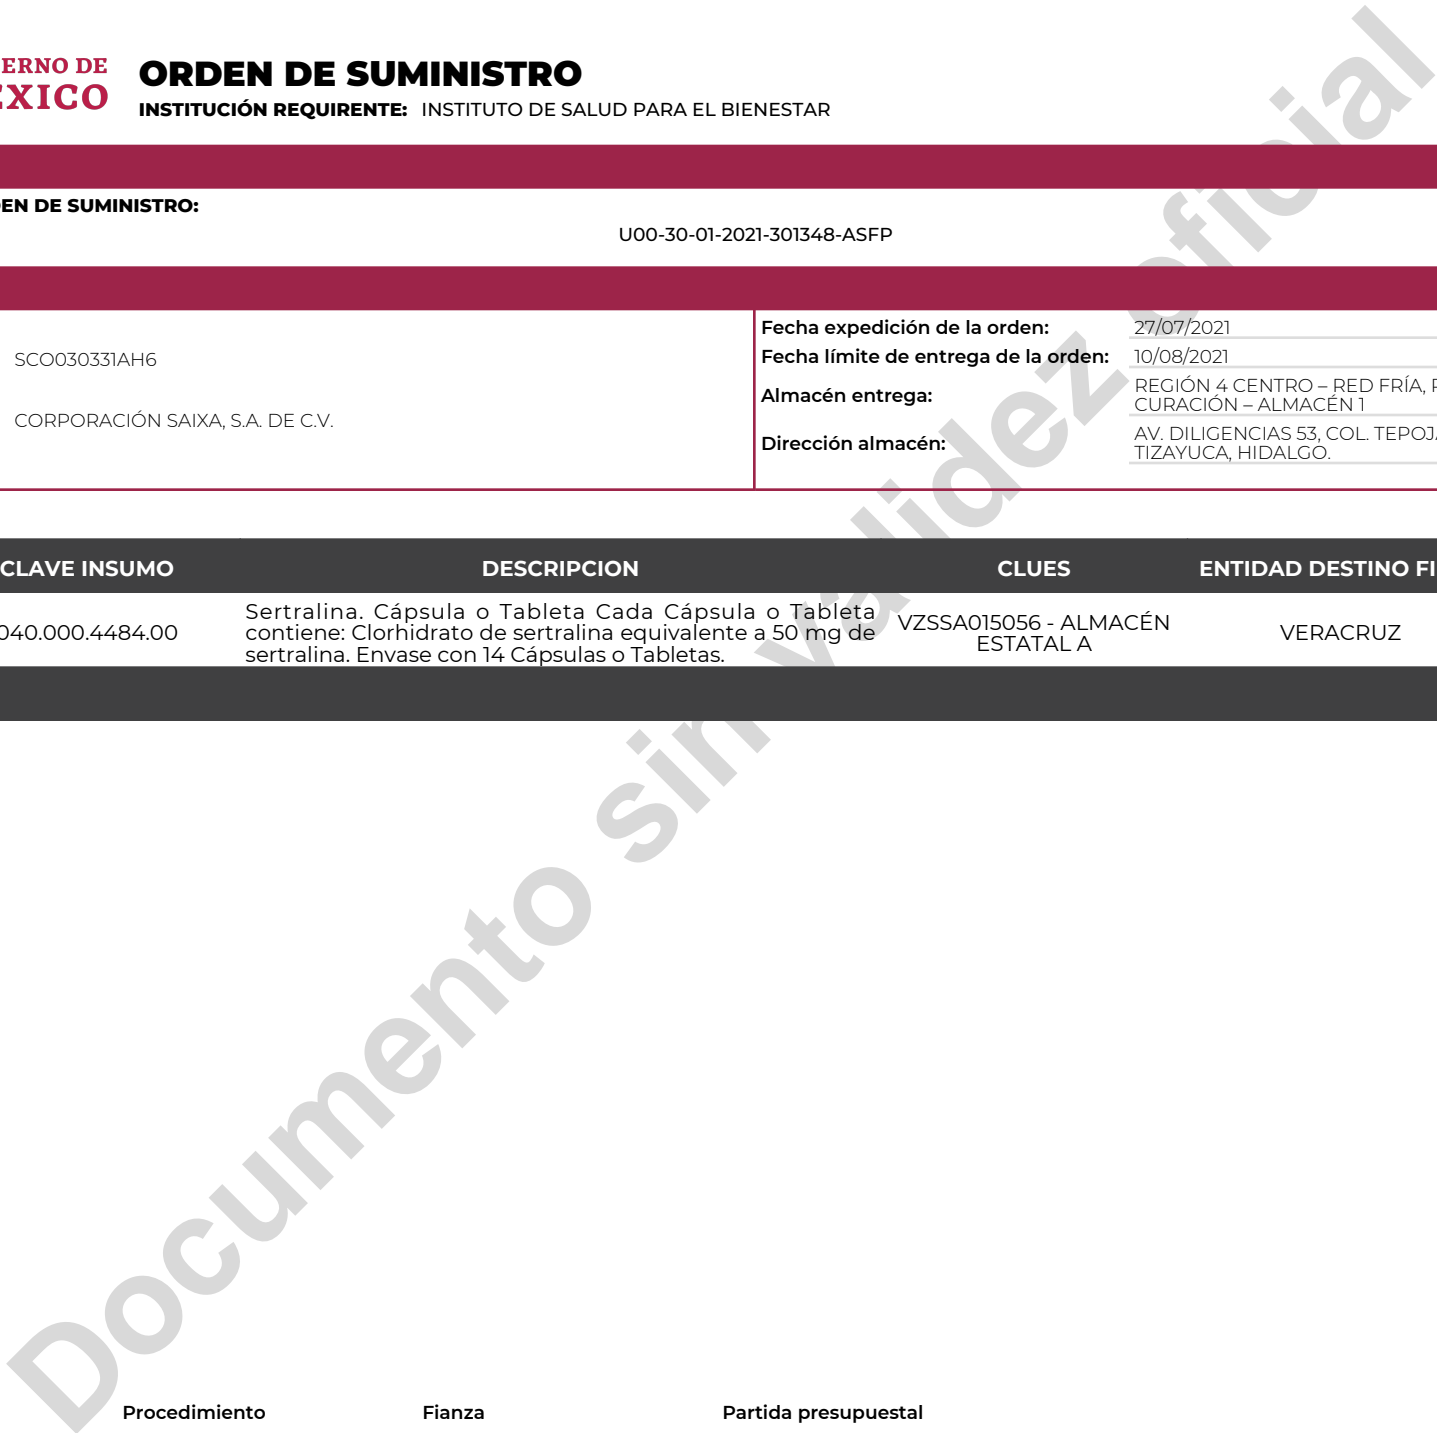 ERNO DE
ORDEN DE SUMINISTRO
XICO
INSTITUCIÓN REQUIRENTE: INSTITUTO DE SALUD PARA EL BIENESTAR
EN DE SUMINISTRO:
U00-30-01-2021-301348-ASFP
SCO030331AH6
CORPORACIÓN SAIXA, S.A. DE C.V.
Fecha expedición de la orden: 27/07/2021
Fecha límite de entrega de la orden: 10/08/2021
Almacén entrega: REGIÓN 4 CENTRO – RED FRÍA,
CURACIÓN – ALMACÉN 1
Dirección almacén: AV. DILIGENCIAS 53, COL. TEPOJ
TIZAYUCA, HIDALGO.
CLAVE INSUMO DESCRIPCION CLUES ENTIDAD DESTINO FI
040.000.4484.00
Sertralina. Cápsula o Tableta Cada Cápsula o Tableta
contiene: Clorhidrato de sertralina equivalente a 50 mg de
sertralina. Envase con 14 Cápsulas o Tabletas.
VZSSA015056 - ALMACÉN
ESTATAL A
VERACRUZ
Documento sin validez oficial
Procedimiento Fianza Partida presupuestal